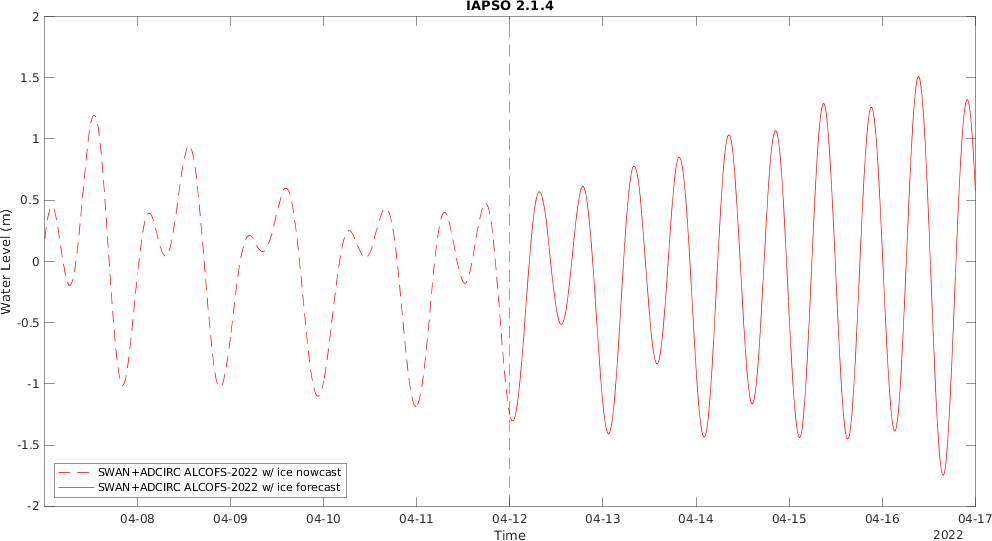 IAPSO 2.1.4
Water Level (m)
2
1.5
1
0.5
0
-0.5
-1
-1.5
-2
SWAN+ADCIRC ALCOFS-2022 w/ ice nowcast
SWAN+ADCIRC ALCOFS-2022 w/ ice forecast
04-08 04-09 04-10 04-11 04-12 04-13 04-14 04-15 04-16 04-17
Time
2022